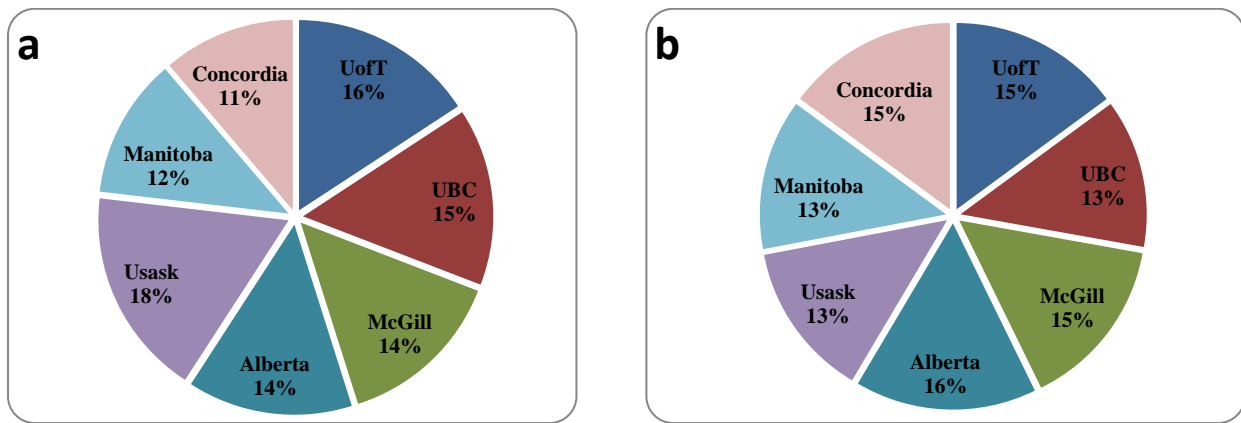 a
UofT
16%
UBC
15%
McGill
14%
Alberta
14%
Usask
18%
Manitoba
12%
Concordia
11%
b
UofT
15%
UBC
13%
McGill
15%
Alberta
16%
Usask
13%
Manitoba
13%
Concordia
15%